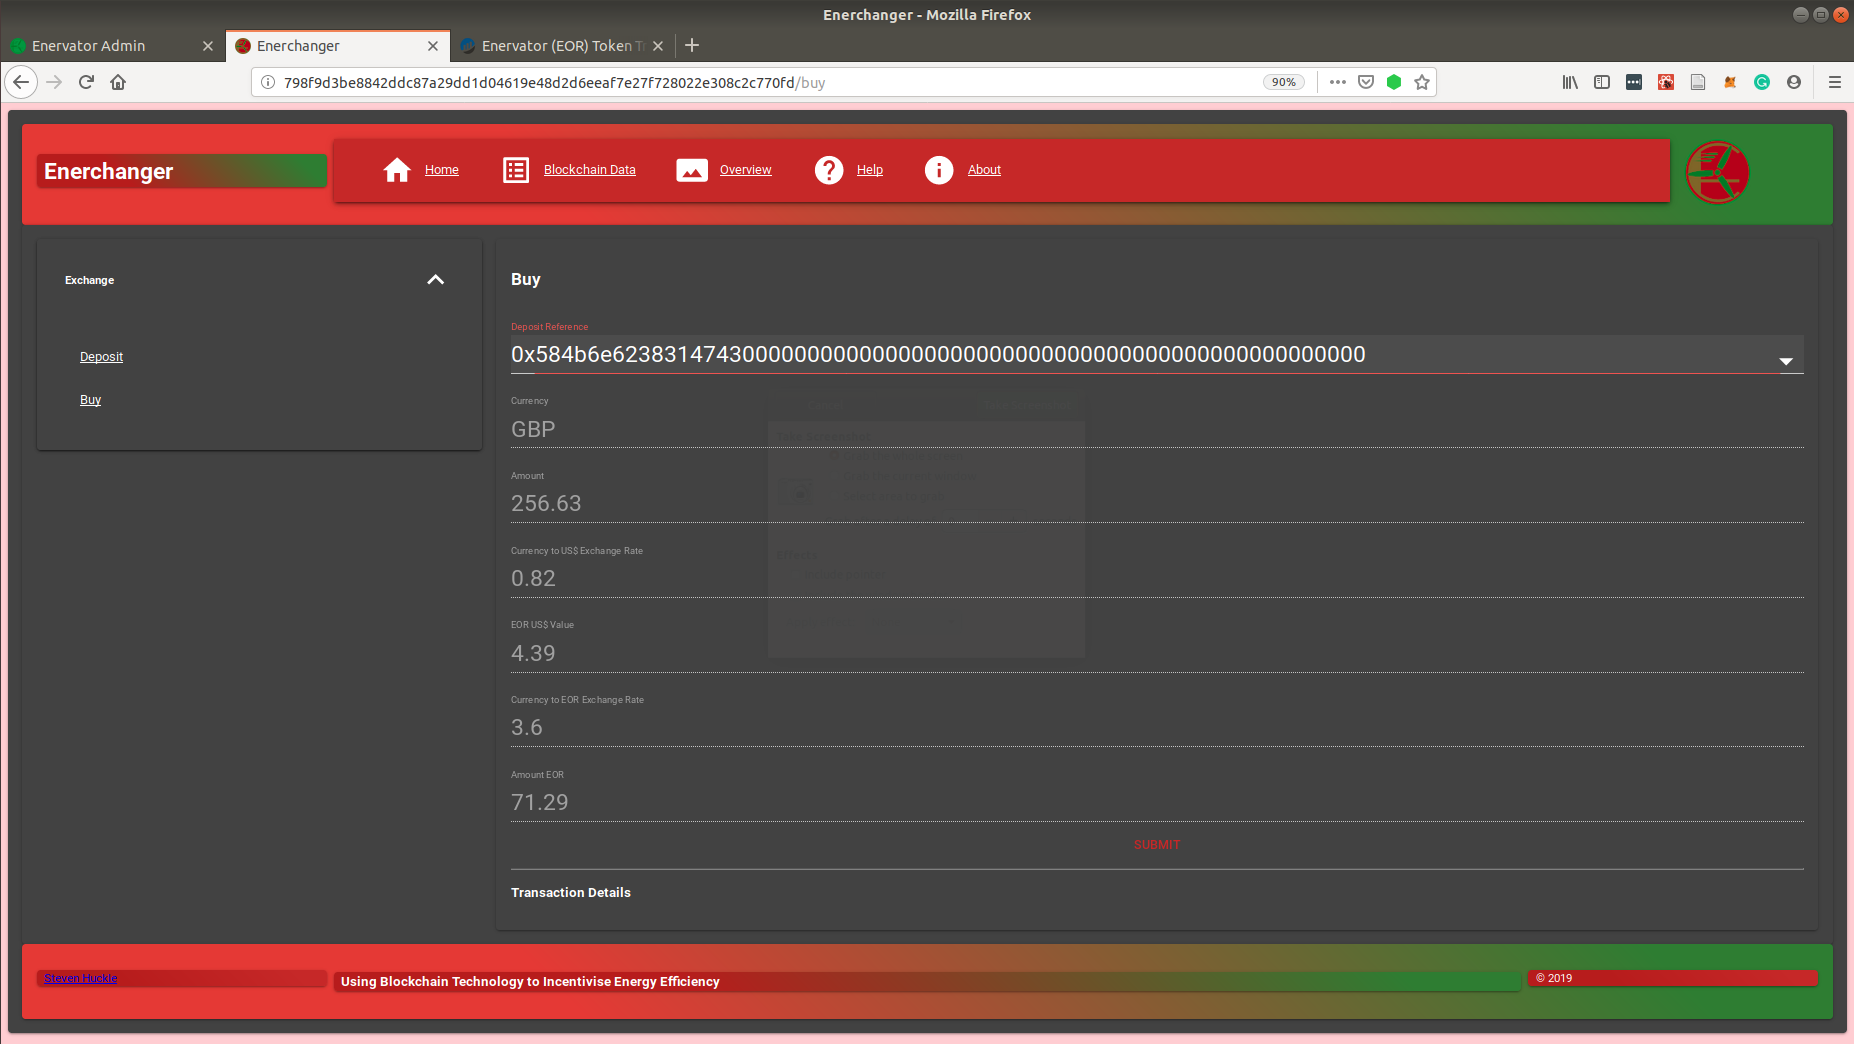 Enerchanger - Mozilla Firefox
Enervator Admin
Enerchanger
Enervator (EOR) Token Tr
798f9d3be8842ddc87a29dd1d04619e48d2d6eeaf7e27f728022e308c2c770fd/buy
90%
Enerchanger
Home
Blockchain Data
Overview
Help
About
Exchange
Deposit
Buy
Buy
Deposit Reference
0x584b6e6238314743000000000000000000000000000000000000000000000000
Currency
GBP
Amount
256.63
Currency to US$ Exchange Rate
0.82
EOR US$ Value
4.39
Currency to EOR Exchange Rate
3.6
Amount EOR
71.29
SUBMIT
Transaction Details
Steven Huckle
Using Blockchain Technology to Incentivise Energy Efficiency
© 2019